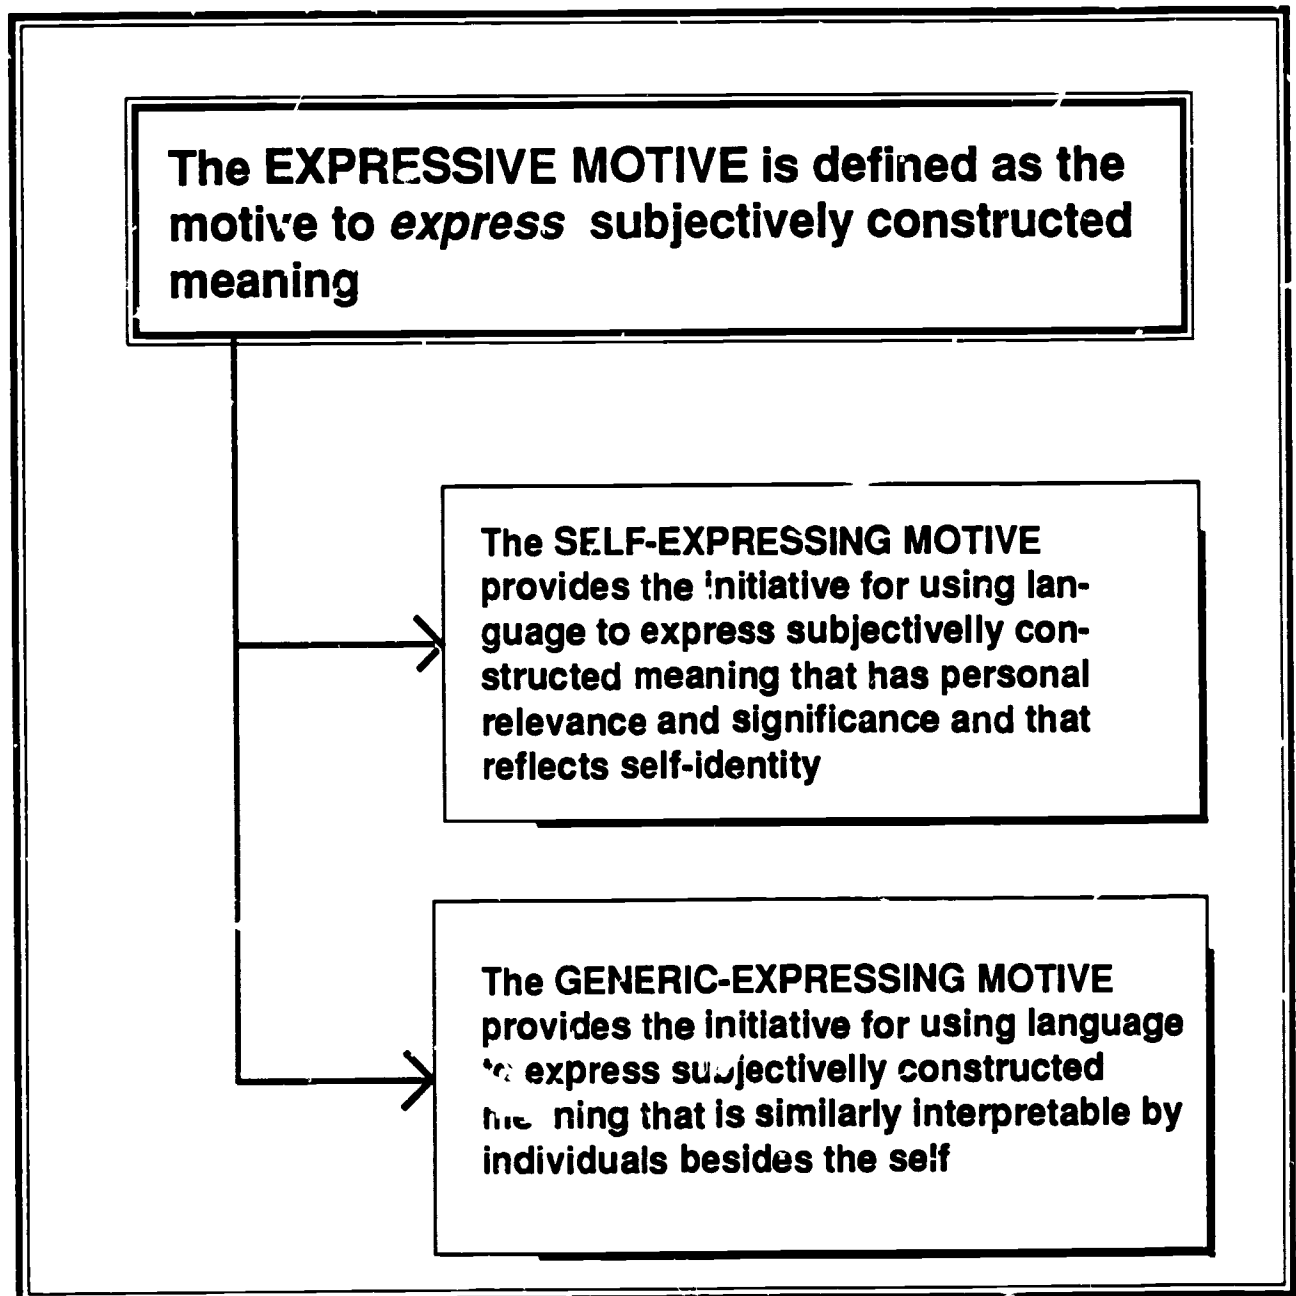 The EXPRESSIVE MOTIVE is defined as the
motive to express subjectively constructed
meaning
The SELF-EXPRESSING MOTIVE
provides the initiative for using lan-
guage to express subjectivelly con-
structed meaning that has personal
relevance and significance and that
reflects self-identity
The GENERIC-EXPRESSING MOTIVE
provides the initiative for using language
to express subjectivelly constructed
meaning that is similarly interpretable by
individuals besides the self